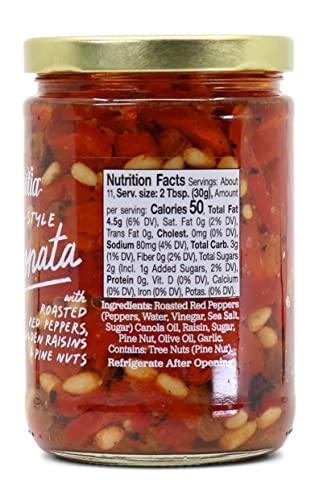 STYLE
with
ROASTED
RED PEPPERS,
RAISINS
& PINE NUTS
Nutrition Facts Servings: About
11, Serv. size: 2 Tbsp. (30g), Amount
per serving: Calories 50, Total Fat
4.5g (6% DV), Sat. Fat 0g (2% DV),
Trans Fat 0g, Cholest. 0mg (0% DV),
Sodium 80mg (4% DV), Total Carb. 3g
(1% DV), Fiber 0g (2% DV), Total Sugars
2g (Incl. 1g Added Sugars, 2% DV),
Protein 0g, Vit. D (0% DV), Calcium
(0% DV), Iron (0% DV), Potas. (0% DV).
Ingredients: Roasted Red Peppers
(Peppers, Water, Vinegar, Sea Salt,
Sugar) Canola Oil, Raisin, Sugar,
Pine Nut, Olive Oil, Garlic.
Contains: Tree Nuts (Pine Nut).
Refrigerate After Opening